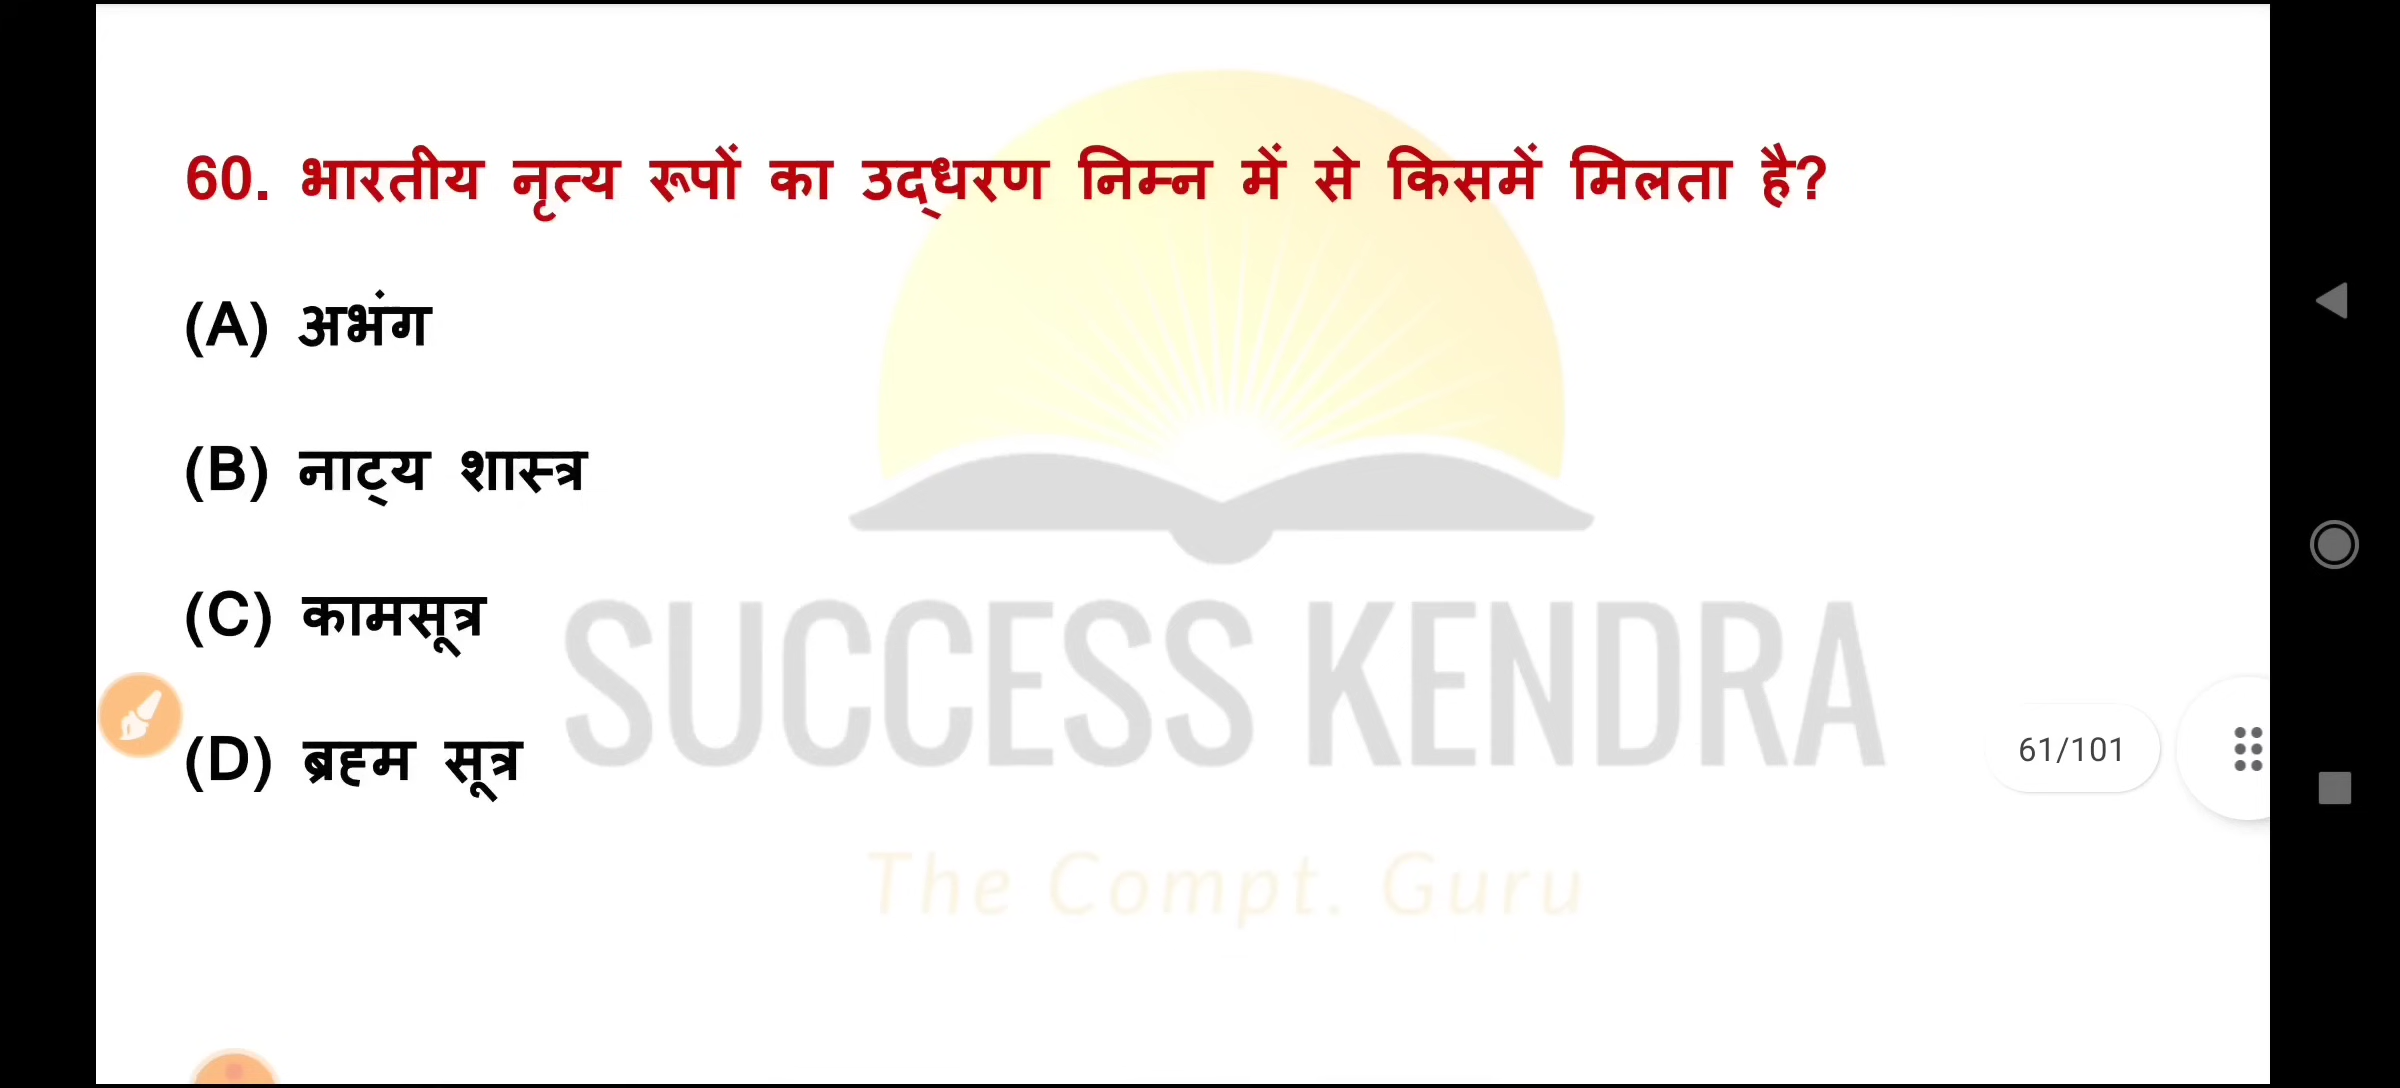 60. भारतीय नृत्य रूपों का उद्धरण निम्न में से किसमें मिलता है?
(A) अभंग
(B) नाट्य शास्त्र
(C) कामसूत्र
(D) ब्रह्म सूत्र
SUCCESS KENDRA
61/101
The Compt. Guru